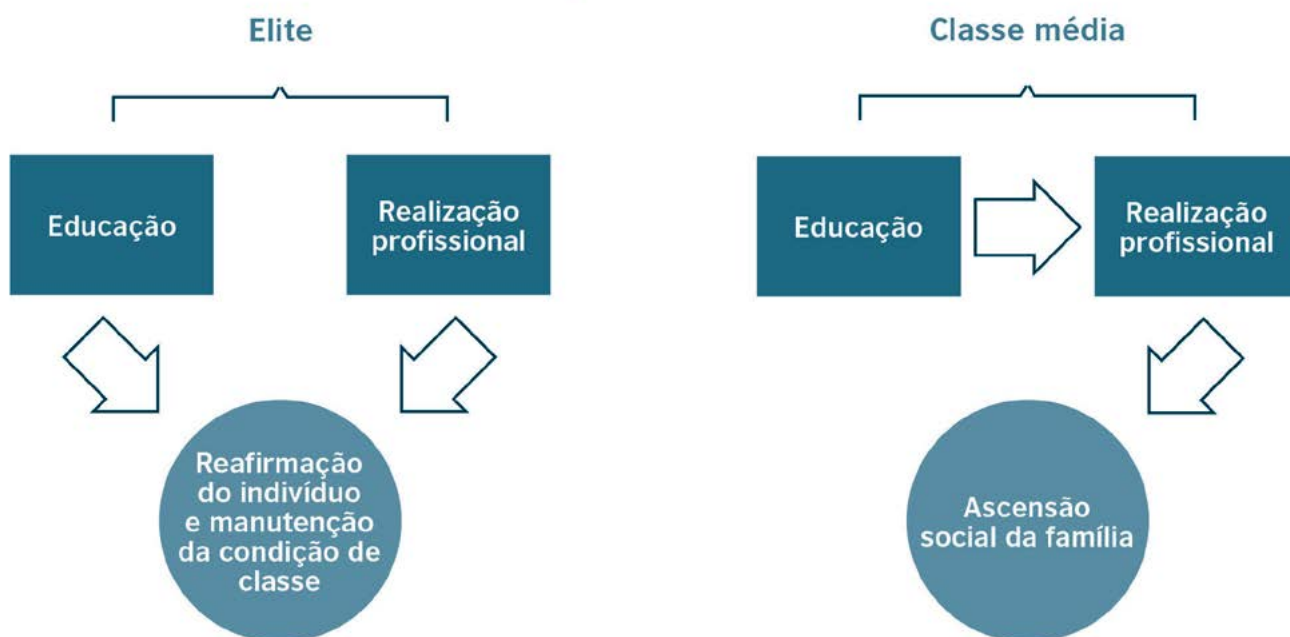 Elite
Educação
Realização
profissional
Reafirmação
do indivíduo
e manutenção
da condição de
classe
Classe média
Educação
Realização
profissional
Ascensão
social da família